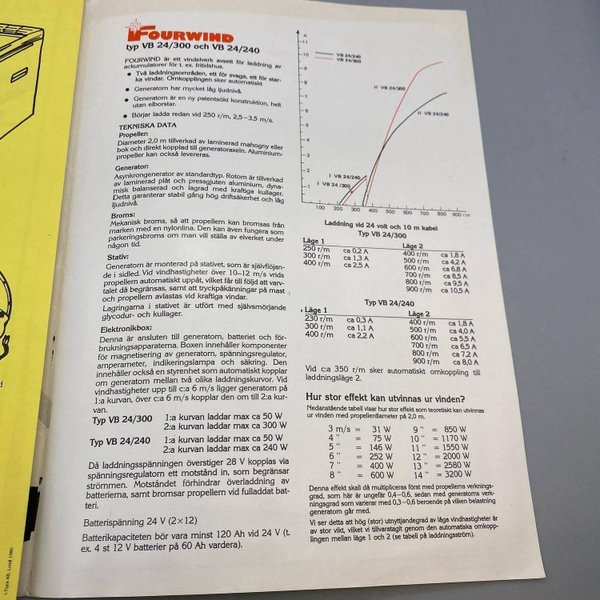 FOURWIND
typ VB 24/300 och VB 24/240
FOURWIND är ett vindelverk avsett för laddning av
ackumulatorer för t. ex. fritidshus.
• Två laddningsområden, ett för svaga, ett för star-
ka vindar. Omkopplingen sker automatiskt
• Generatorn har mycket låg ljudnivå.
• Generatorn är en ny patentsökt konstruktion, helt
utan elborstar.
• Börjar ladda redan vid 250 r/m, 2,5–3,5 m/s.
TEKNISKA DATA
Propeller:
Diameter 2,0 m tillverkad av laminerad mahogny eller
bok och direkt kopplad till generatoraxeln. Aluminium-
propeller kan också levereras.
Generator:
Asynkrongenerator av standardtyp. Rotorn är tillverkad
av laminerad plåt och pressgjuten aluminium, dyna-
misk balanserad och lagrad med kraftiga kullager.
Detta garanterar stabil gång hög driftsäkerhet och låg
ljudnivå.
Broms:
Mekanisk broms, så att propellern kan bromsas från
marken med en nylonlina. Den kan även fungera som
parkeringsbroms om man vill ställa av elverket under
någon tid.
Stativ:
Generatorn är monterad på stativet, som är självflöjan-
de i sidled. Vid vindhastigheter över 10–12 m/s vrids
propellern automatiskt uppåt, vilket får till följd att varv-
talet då begränsas, samt att tryckpåkänningar på mast
och propellern avlastas vid kraftiga vindar.
Lagringarna i stativet är utfört med självsmörjande
glycodur- och kullager.
Elektronikbox:
Denna är ansluten till generatorn, batteriet och för-
brukningsapparaterna. Boxen innehåller komponenter
för magnetisering av generatorn, spänningsregulator,
amperemeter, indikeringslampa och säkring. Den
innehåller också en styrenhet som automatiskt kopplar
om generatorn mellan två olika laddningskurvor. Vid
vindhastigheter upp till c:a 6 m/s ligger generatorn på
1:a kurvan, över c:a 6 m/s kopplas den om till 2:a kur-
van.
Typ VB 24/300 1:a kurvan laddar max ca 50 W
2:a kurvan laddar max ca 300 W
Typ VB 24/240 1:a kurvan laddar max ca 50 W
2:a kurvan laddar max ca 240 W
Då laddningsspänningen överstiger 28 V kopplas via
spänningsregulatorn ett motstånd in, som begränsar
strömmen. Motståndet förhindrar överladdning av
batterierna, samt bromsar propellern vid fulladdat bat-
teri.
Batterispänning 24 V (2×12)
Batterikapaciteten bör vara minst 120 Ah vid 24 V (t.
ex. 4 st 12 V batterier på 60 Ah vardera).
A
11
10
9
8
7
6
5
4
3
2
1
VB 24/240
VB 24/300
II VB 24/300
II VB 24/240
I VB 24/300
I VB 24/240
100 200 300 400 500 600 700 800 900 r/m
Laddning vid 24 volt och 10 m kabel
Typ VB 24/300
Läge 1 Läge 2
250 r/m ca 0,2 A 400 r/m ca 1,8 A
300 r/m ca 1,3 A 500 r/m ca 4,2 A
400 r/m ca 2,5 A 600 r/m ca 6,8 A
700 r/m ca 8,5 A
800 r/m ca 9,5 A
900 r/m ca 10,5 A
Typ VB 24/240
Läge 1 Läge 2
230 r/m ca 0,3 A 400 r/m ca 1,8 A
300 r/m ca 1,1 A 500 r/m ca 4,0 A
400 r/m ca 2,2 A 600 r/m ca 5,5 A
700 r/m ca 6,5 A
800 r/m ca 7,2 A
900 r/m ca 8,0 A
Vid c:a 350 r/m sker automatisk omkoppling till
laddningsläge 2.
Hur stor effekt kan utvinnas ur vinden?
Nedanstående tabell visar hur stor effekt som teoretiskt kan utvinnas
ur vinden med propellerdiameter på 2,0 m.
3 m/s = 31 W 9 " = 850 W
4 " = 75 W 10 " = 1170 W
5 " = 146 W 11 " = 1550 W
6 " = 252 W 12 " = 2000 W
7 " = 400 W 13 " = 2580 W
8 " = 600 W 14 " = 3200 W
Denna effekt skall då multipliceras först med propellerns verknings-
grad, som här är ungefär 0,4–0,6, sedan med generatorns verk-
ningsgrad som varierar med 0,3–0,6 beroende på vilken belastning
generatorn går med.
Vi ser detta att hög (stor) utnyttjandegrad av låga vindhastigheter är
av stor vikt, vilket vi tillvaratagit genom den automatiska omkopp-
lingen mellan läge 1 och 2 (se tabell på laddningsström).